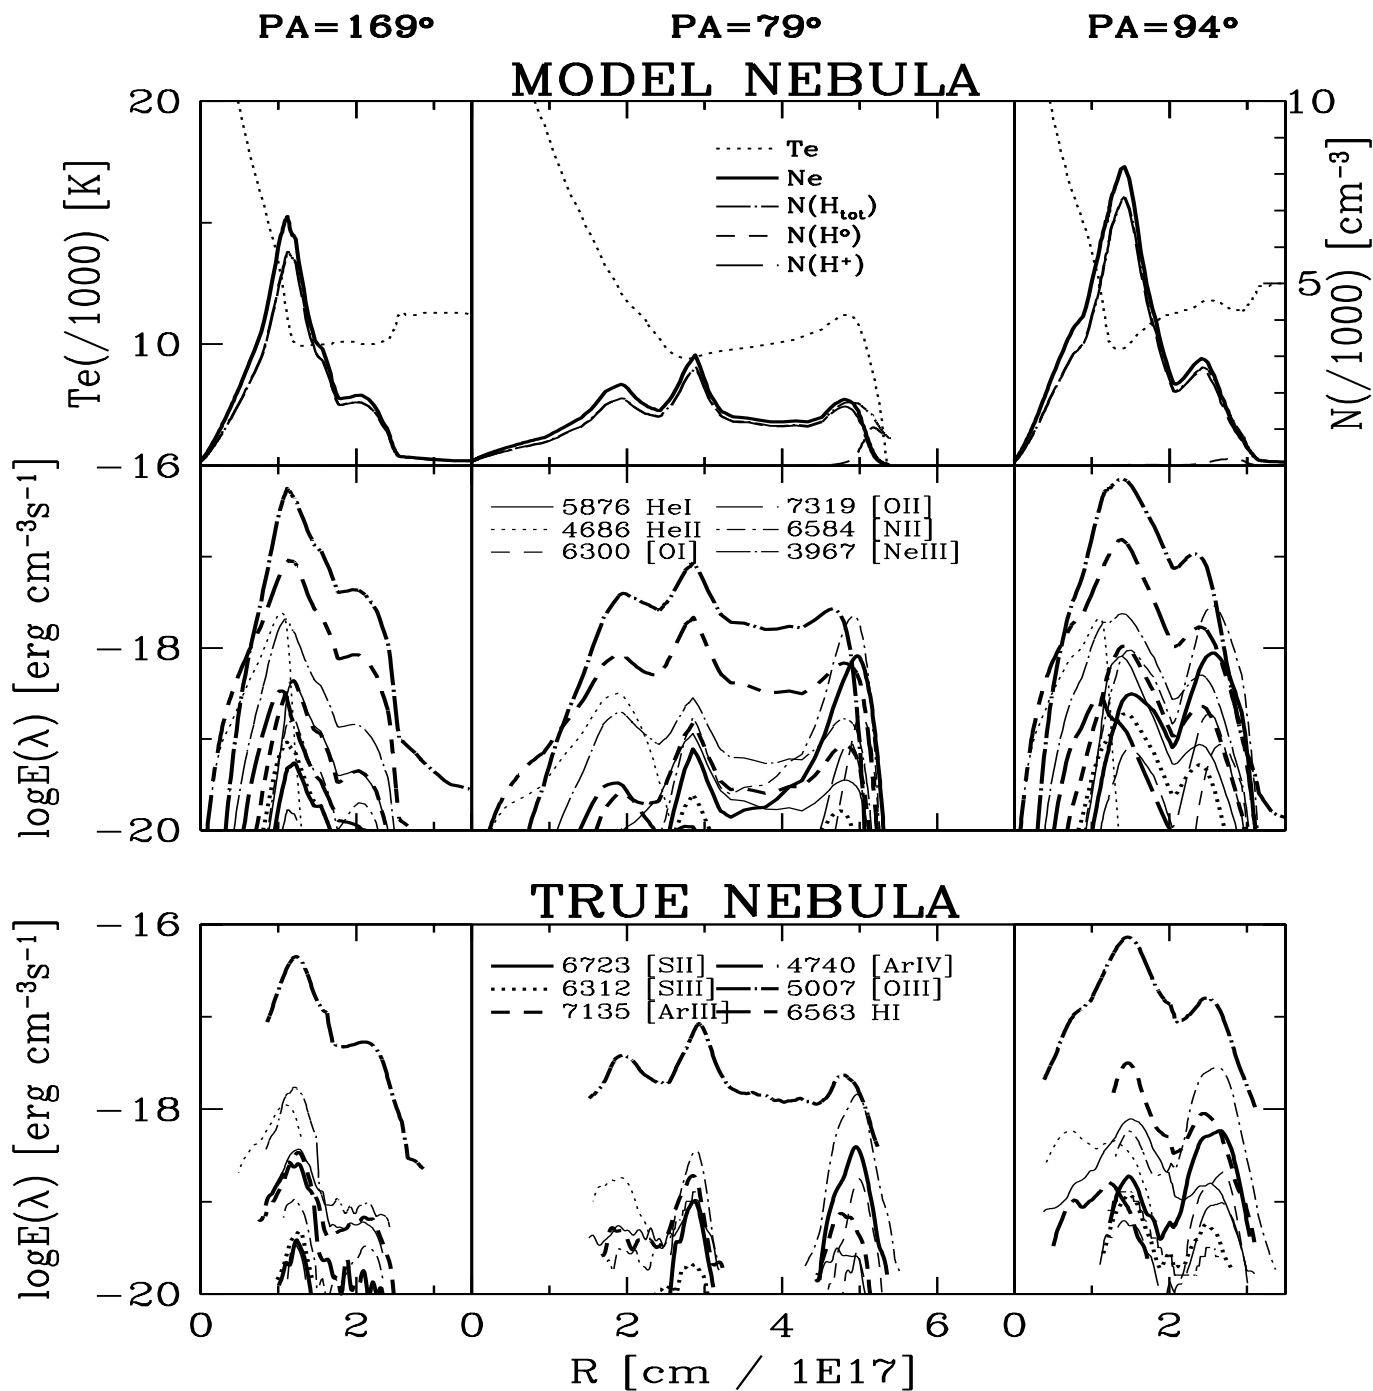 PA=169° PA=79° PA=94°
MODEL NEBULA
20 10
Te
Ne
N(Htot)
N(H°)
N(H+)
Te(/1000) [K]
N(/1000) [cm−3]
5
10
−16
5876 HeI 7319 [OII]
4686 HeII 6584 [NII]
6300 [OI] 3967 [NeIII]
logE(λ) [erg cm−3s−1]
−18
−20
TRUE NEBULA
−16
6723 [SII] 4740 [ArIV]
6312 [SIII] 5007 [OIII]
7135 [ArIII] 6563 HI
logE(λ) [erg cm−3s−1]
−18
−20
0 2 0 2 4 6 0 2
R [cm / 1E17]